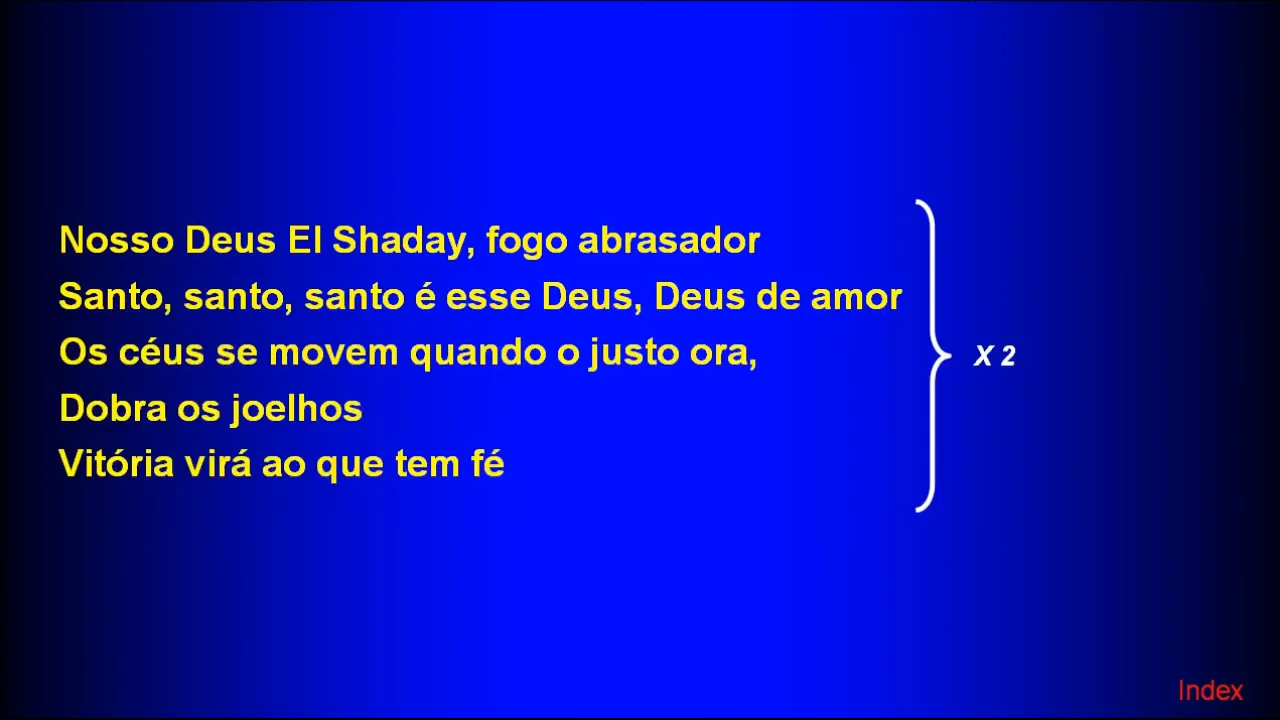 Nosso Deus El Shaday, fogo abrasador
Santo, santo, santo é esse Deus, Deus de amor
Os céus se movem quando o justo ora,
Dobra os joelhos
Vitória virá ao que tem fé
X 2
Index